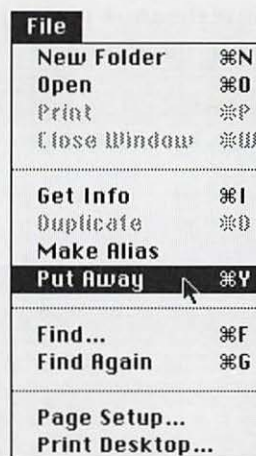 File
New Folder ⌘N
Open ⌘O
Print ⌘P
Close Window ⌘W
Get Info ⌘I
Duplicate ⌘D
Make Alias
Put Away ⌘Y
Find... ⌘F
Find Again ⌘G
Page Setup...
Print Desktop...